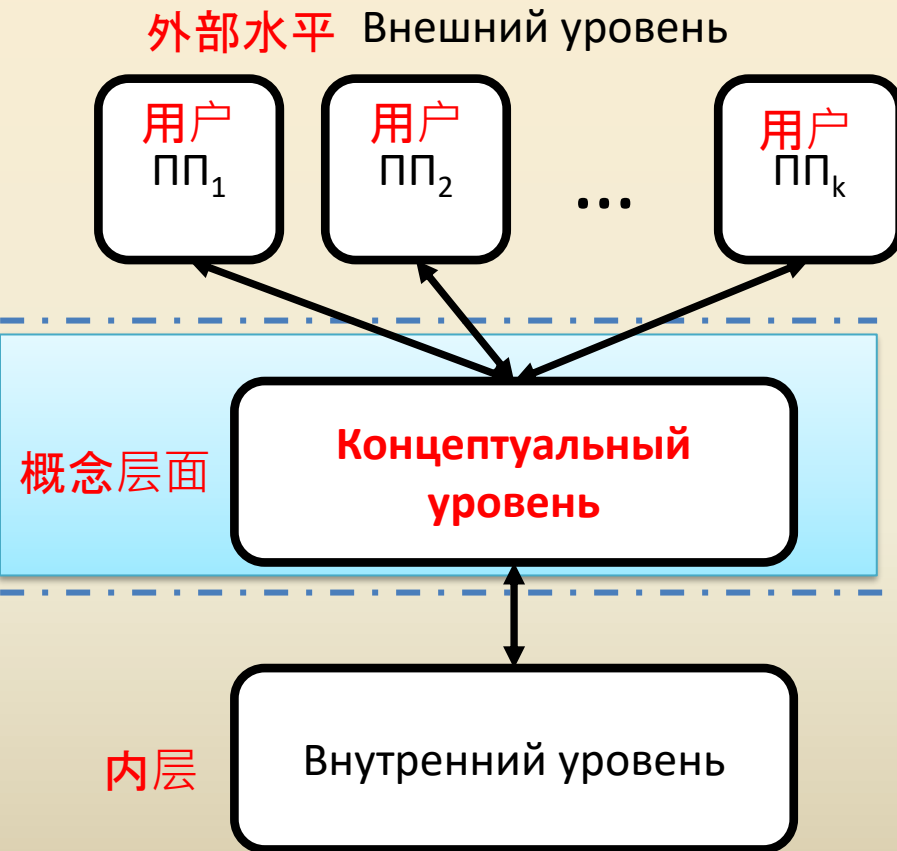 外部水平 Внешний уровень
用户
ПП₁
用户
ПП₂
...
用户
ППₖ
概念层面
Концептуальный
уровень
内层
Внутренний уровень